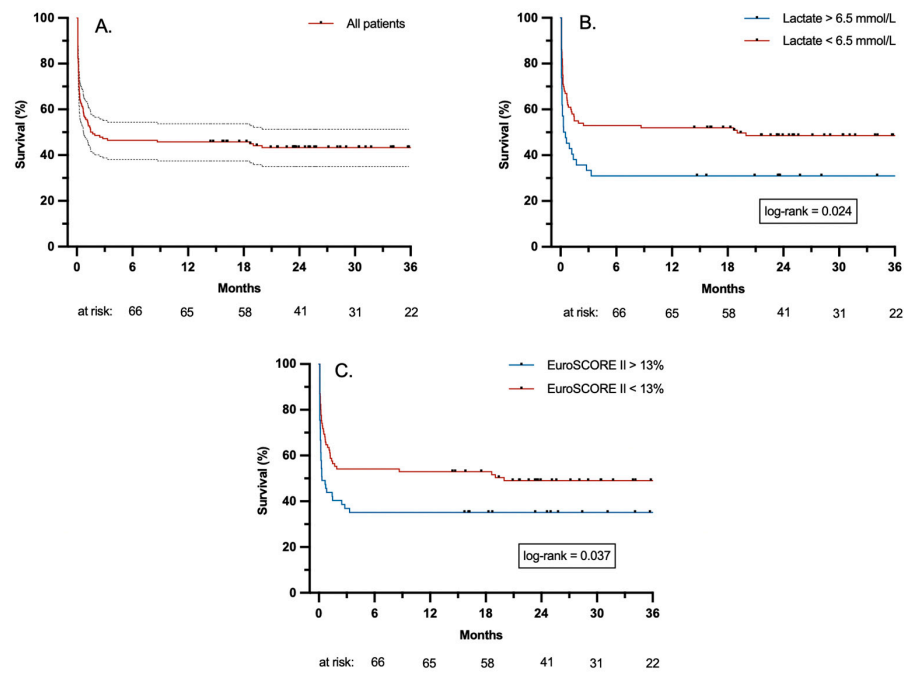 A.
All patients
100
80
60
40
20
0
Survival (%)
0 6 12 18 24 30 36
Months
at risk: 66 65 58 41 31 22
B.
Lactate > 6.5 mmol/L
Lactate < 6.5 mmol/L
100
80
60
40
20
0
Survival (%)
log-rank = 0.024
0 6 12 18 24 30 36
Months
at risk: 66 65 58 41 31 22
C.
EuroSCORE II > 13%
EuroSCORE II < 13%
100
80
60
40
20
0
Survival (%)
log-rank = 0.037
0 6 12 18 24 30 36
Months
at risk: 66 65 58 41 31 22